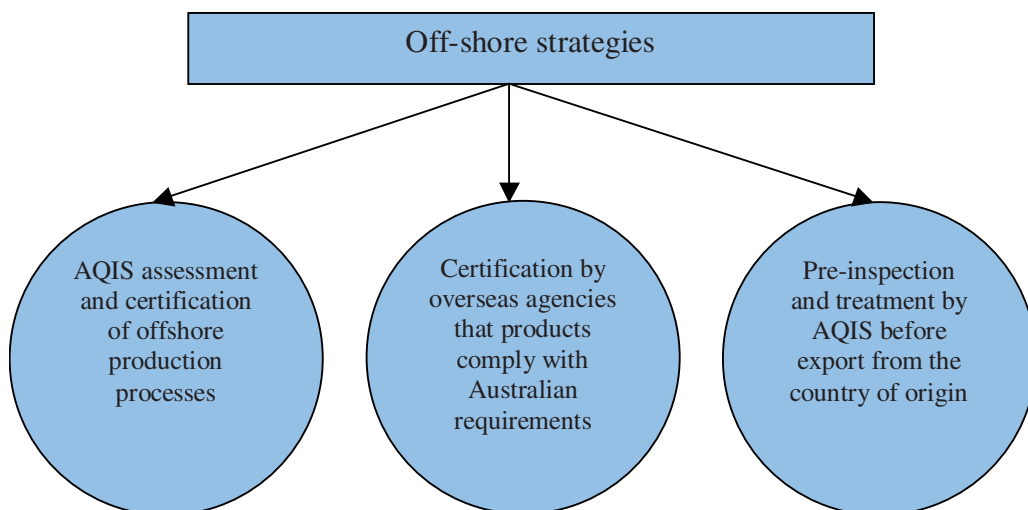 Off-shore strategies
AQIS assessment
and certification
of offshore
production
processes
Certification by
overseas agencies
that products
comply with
Australian
requirements
Pre-inspection
and treatment by
AQIS before
export from the
country of origin